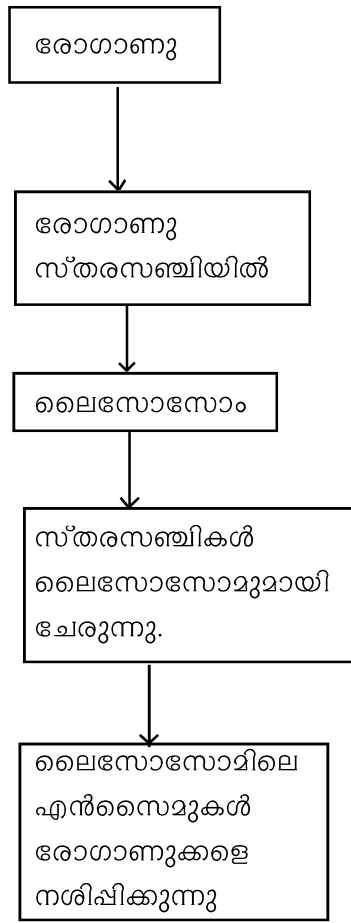 രോഗാണു
രോഗാണു
സ്തരസഞ്ചിയിൽ
ലൈസോസോം
സ്തരസഞ്ചികൾ
ലൈസോസോമുമായി
ചേരുന്നു.
ലൈസോസോമിലെ
എൻസൈമുകൾ
രോഗാണുക്കളെ
നശിപ്പിക്കുന്നു